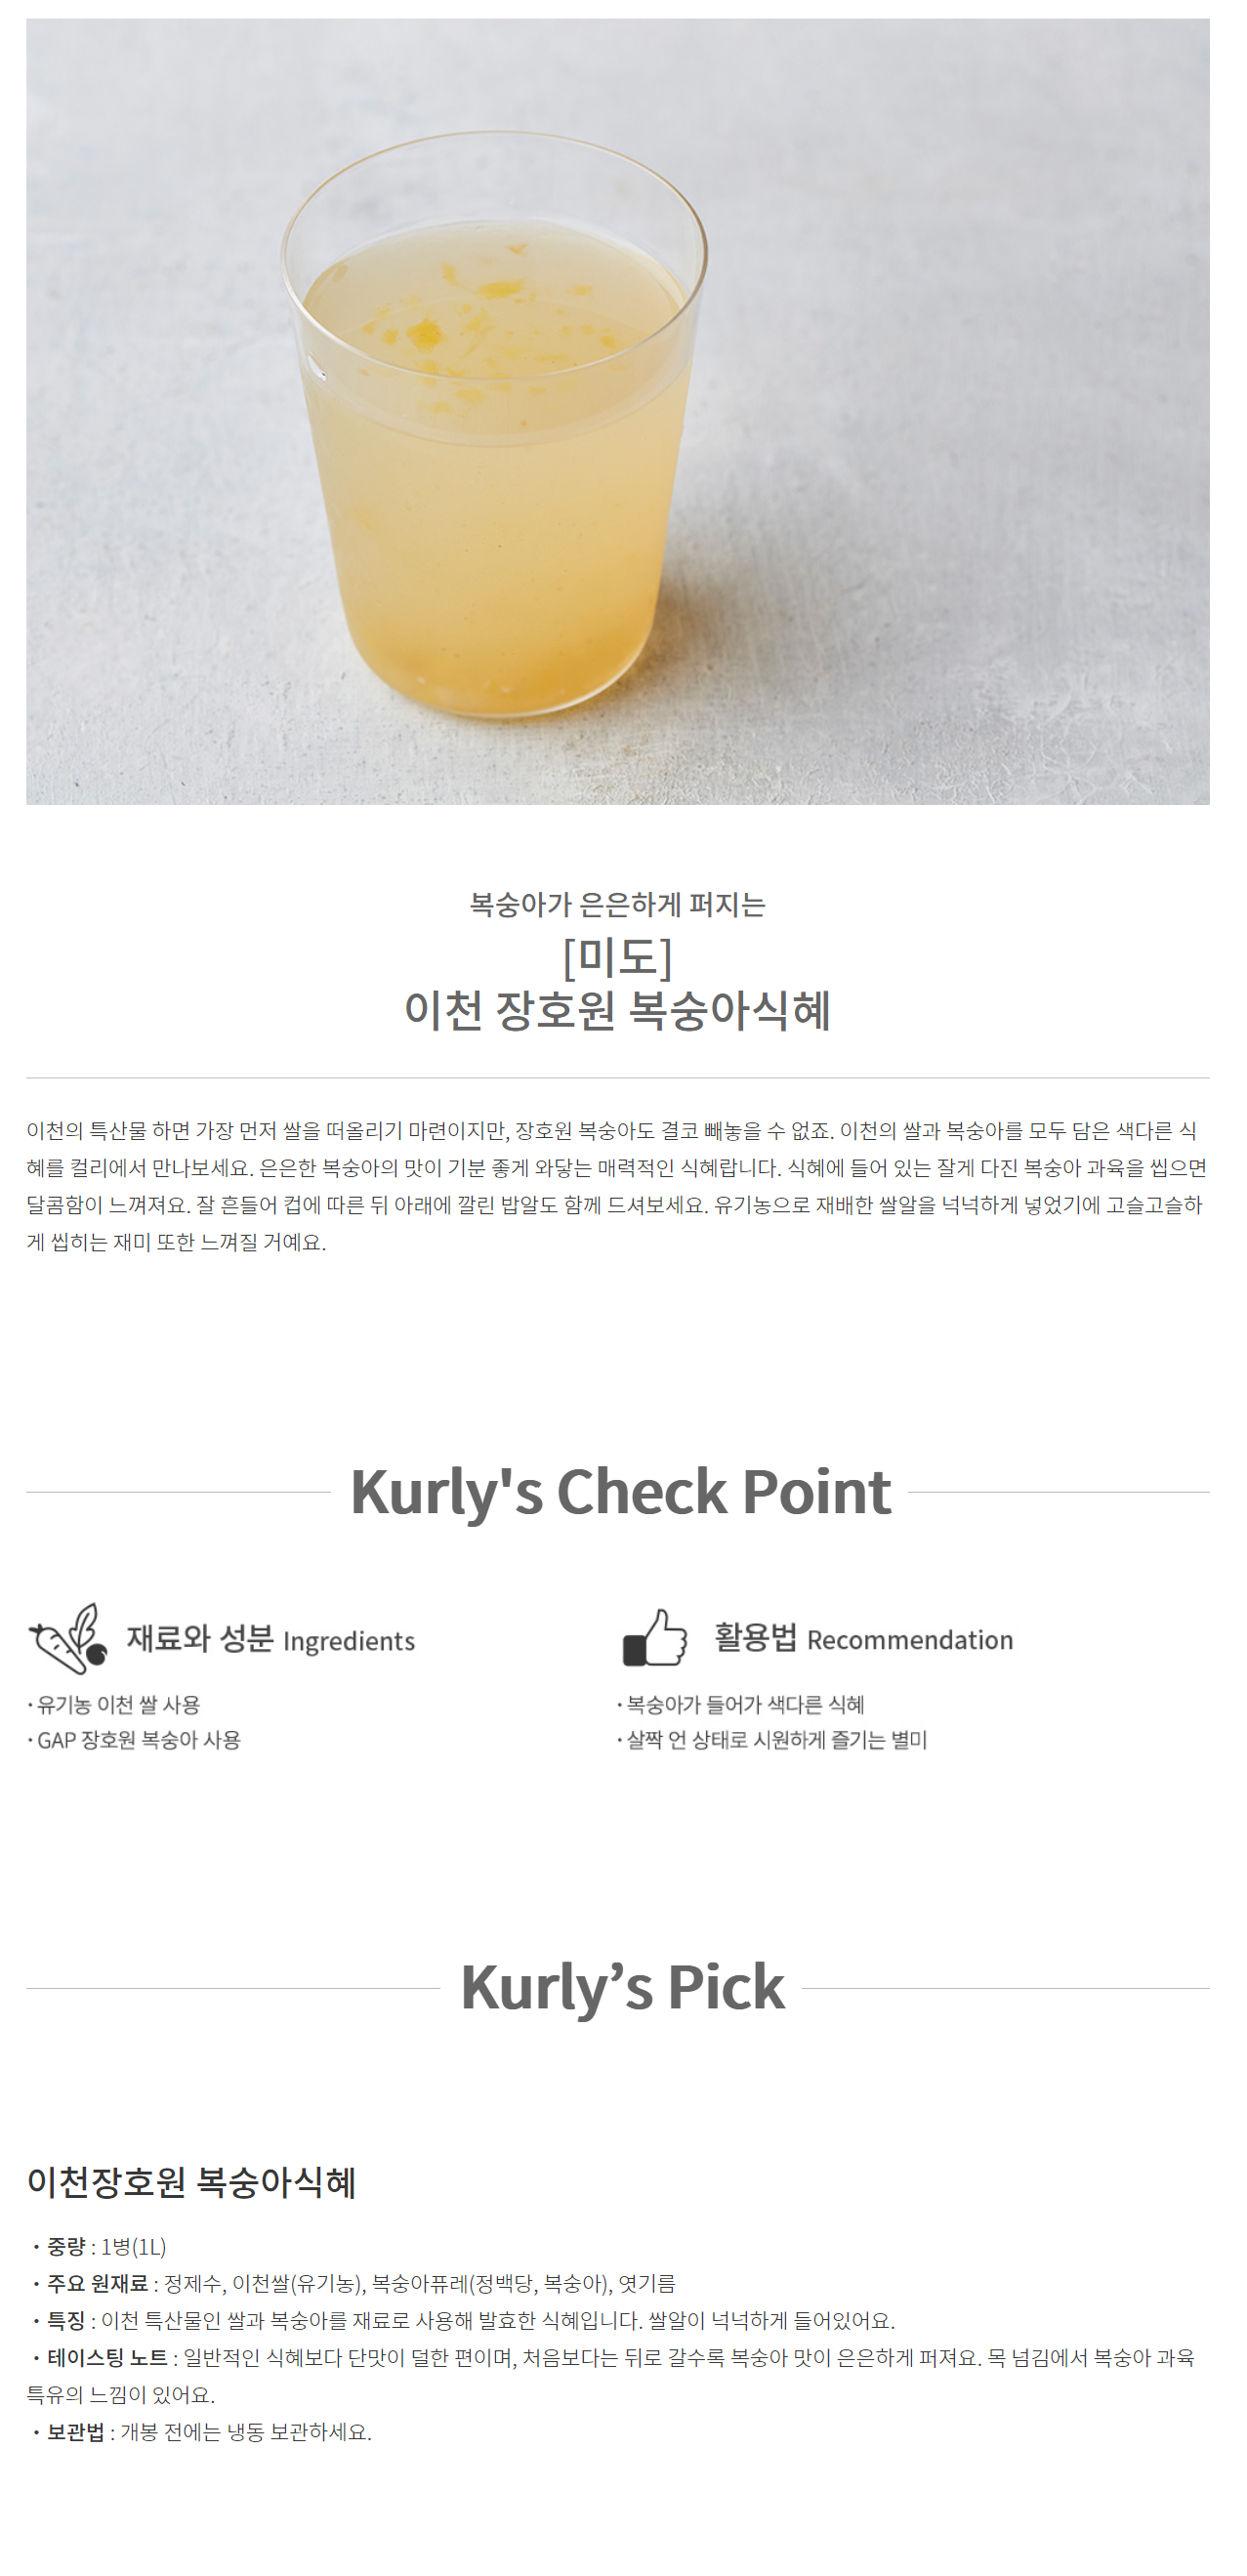 복숭아가 은은하게 퍼지는
[미도]
이천 장호원 복숭아식혜
이천의 특산물 하면 가장 먼저 쌀을 떠올리기 마련이지만, 장호원 복숭아도 결코 빼놓을 수 없죠. 이천의 쌀과 복숭아를 모두 담은 색다른 식
혜를 컬리에서 만나보세요. 은은한 복숭아의 맛이 기분 좋게 와닿는 매력적인 식혜랍니다. 식혜에 들어 있는 잘게 다진 복숭아 과육을 씹으면
달콤함이 느껴져요. 잘 흔들어 컵에 따른 뒤 아래에 깔린 밥알도 함께 드셔보세요. 유기농으로 재배한 쌀알을 넉넉하게 넣었기에 고슬고슬하
게 씹히는 재미 또한 느껴질 거예요.
Kurly's Check Point
재료와 성분 Ingredients
· 유기농 이천 쌀 사용
· GAP 장호원 복숭아 사용
활용법 Recommendation
· 복숭아가 들어가 색다른 식혜
· 살짝 언 상태로 시원하게 즐기는 별미
Kurly’s Pick
이천장호원 복숭아식혜
・중량 : 1병(1L)
・주요 원재료 : 정제수, 이천쌀(유기농), 복숭아퓨레(정백당, 복숭아), 엿기름
・특징 : 이천 특산물인 쌀과 복숭아를 재료로 사용해 발효한 식혜입니다. 쌀알이 넉넉하게 들어있어요.
・테이스팅 노트 : 일반적인 식혜보다 단맛이 덜한 편이며, 처음보다는 뒤로 갈수록 복숭아 맛이 은은하게 퍼져요. 목 넘김에서 복숭아 과육
특유의 느낌이 있어요.
・보관법 : 개봉 전에는 냉동 보관하세요.